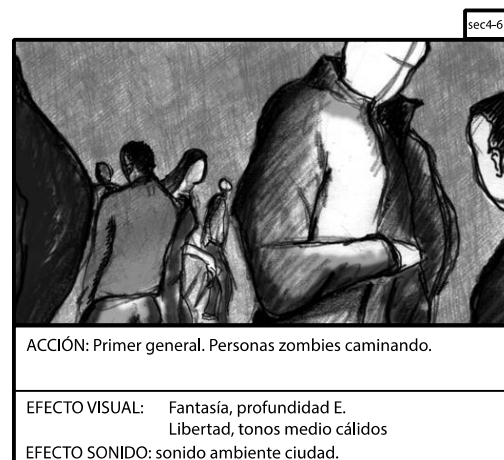 sec4-6
ACCIÓN: Primer general. Personas zombies caminando.
EFECTO VISUAL: Fantasía, profundidad E.
Libertad, tonos medio cálidos
EFECTO SONIDO: sonido ambiente ciudad.